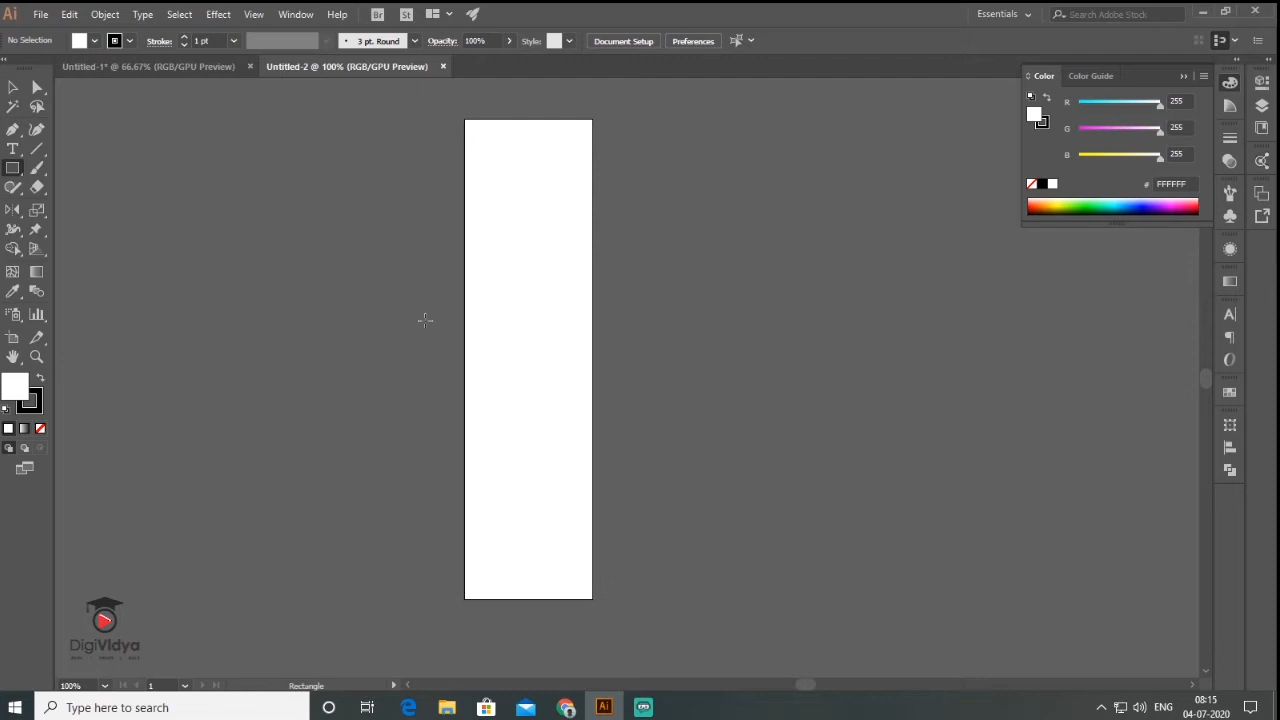 Ai File Edit Object Type Select Effect View Window Help Br St Essentials Search Adobe Stock
No Selection Stroke: 1 pt 3 pt. Round Opacity: 100% Style: Document Setup Preferences
Untitled-1* @ 66.67% (RGB/GPU Preview) × Untitled-2 @ 100% (RGB/GPU Preview) ×
Color Color Guide
R 255
G 255
B 255
# FFFFFF
DigiVidya
100% 1 Rectangle
Type here to search Ai ENG 08:15
04-07-2020